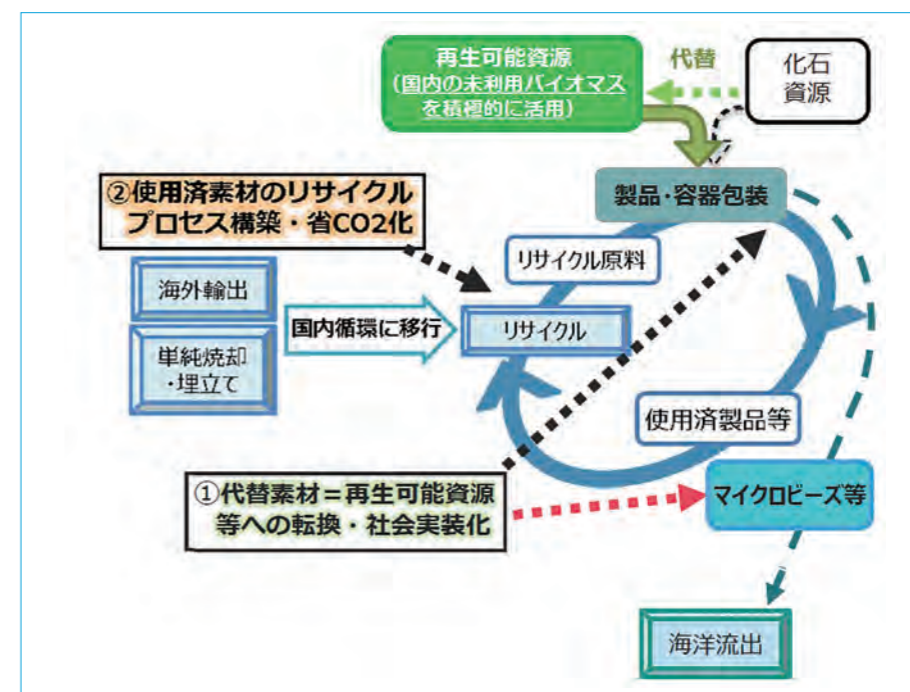 再生可能資源
(国内の未利用バイオマス
を積極的に活用)
代替
化石
資源
製品・容器包装
②使用済素材のリサイクル
プロセス構築・省CO2化
リサイクル原料
海外輸出
国内循環に移行
リサイクル
単純焼却
・埋立て
使用済製品等
①代替素材=再生可能資源
等への転換・社会実装化
マイクロビーズ等
海洋流出